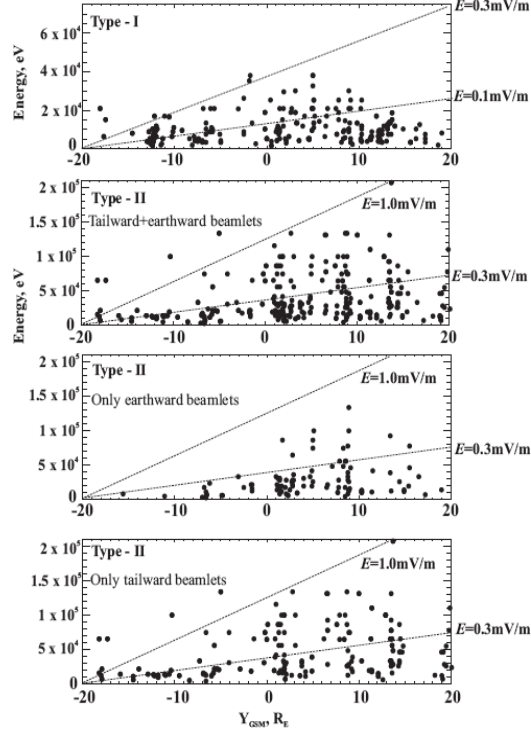 E=0.3mV/m
Type - I
6 x 10⁴
4 x 10⁴
2 x 10⁴
0
Energy, eV
E=0.1mV/m
-20 -10 0 10 20
2 x 10⁵
1.5 x 10⁵
1 x 10⁵
5 x 10⁴
0
Energy, eV
Type - II
Tailward+earthward beamlets
E=1.0mV/m
E=0.3mV/m
-20 -10 0 10 20
2 x 10⁵
1.5 x 10⁵
1 x 10⁵
5 x 10⁴
0
Type - II
Only earthward beamlets
E=1.0mV/m
E=0.3mV/m
-20 -10 0 10 20
2 x 10⁵
1.5 x 10⁵
1 x 10⁵
5 x 10⁴
0
Type - II
Only tailward beamlets
E=1.0mV/m
E=0.3mV/m
-20 -10 0 10 20
Y_GSM, R_E